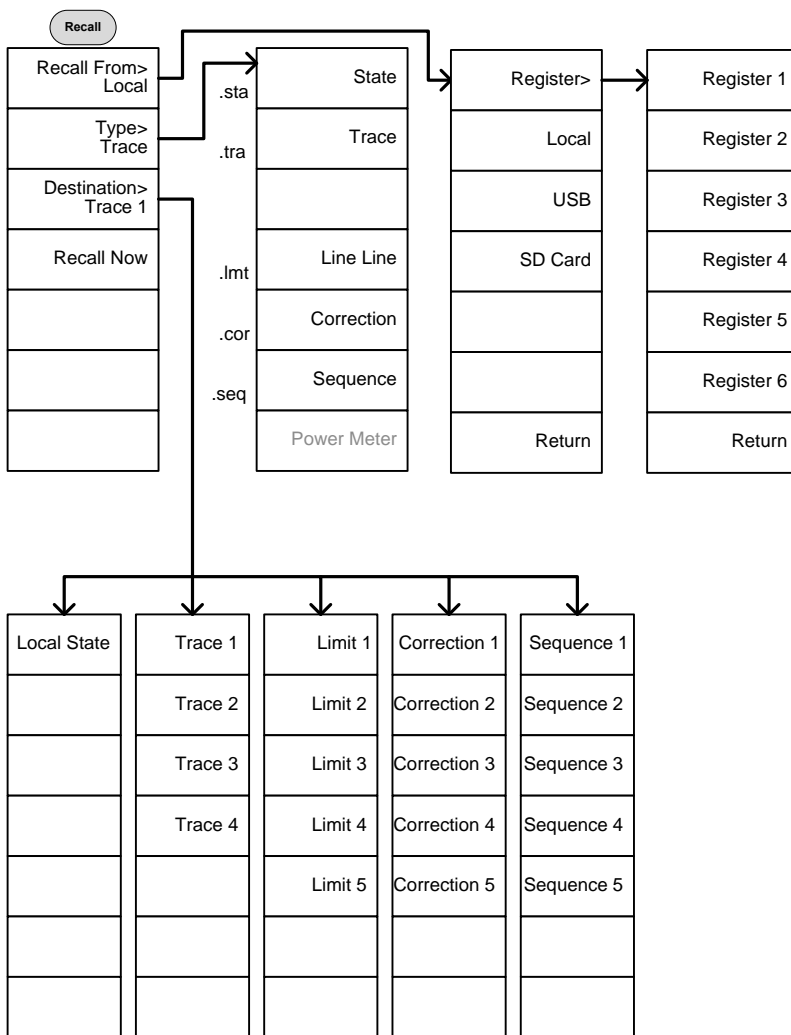 Recall
Recall From>
Local
Type>
Trace
Destination>
Trace 1
Recall Now
.sta
.tra
.lmt
.cor
.seq
State
Trace
Line Line
Correction
Sequence
Power Meter
Register>
Local
USB
SD Card
Return
Register 1
Register 2
Register 3
Register 4
Register 5
Register 6
Return
Local State
Trace 1
Trace 2
Trace 3
Trace 4
Limit 1
Limit 2
Limit 3
Limit 4
Limit 5
Correction 1
Correction 2
Correction 3
Correction 4
Correction 5
Sequence 1
Sequence 2
Sequence 3
Sequence 4
Sequence 5